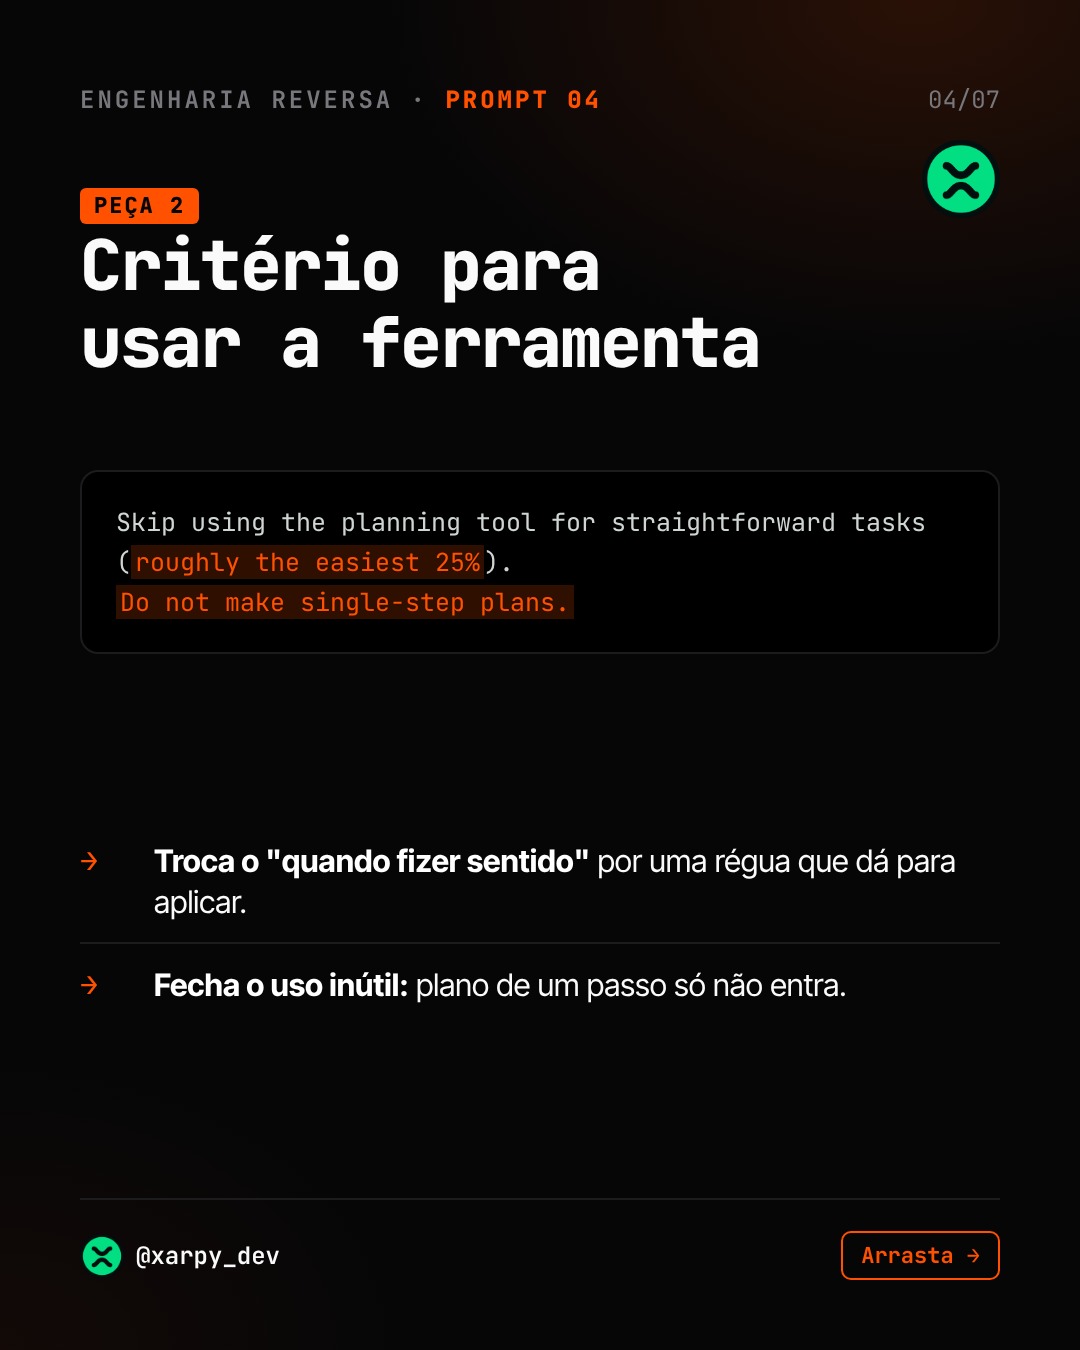 ENGENHARIA REVERSA · PROMPT 04
04/07
PEÇA 2
Critério para
usar a ferramenta
Skip using the planning tool for straightforward tasks
(roughly the easiest 25%).
Do not make single-step plans.
→ Troca o "quando fizer sentido" por uma régua que dá para
aplicar.
→ Fecha o uso inútil: plano de um passo só não entra.
@xarpy_dev
Arrasta →